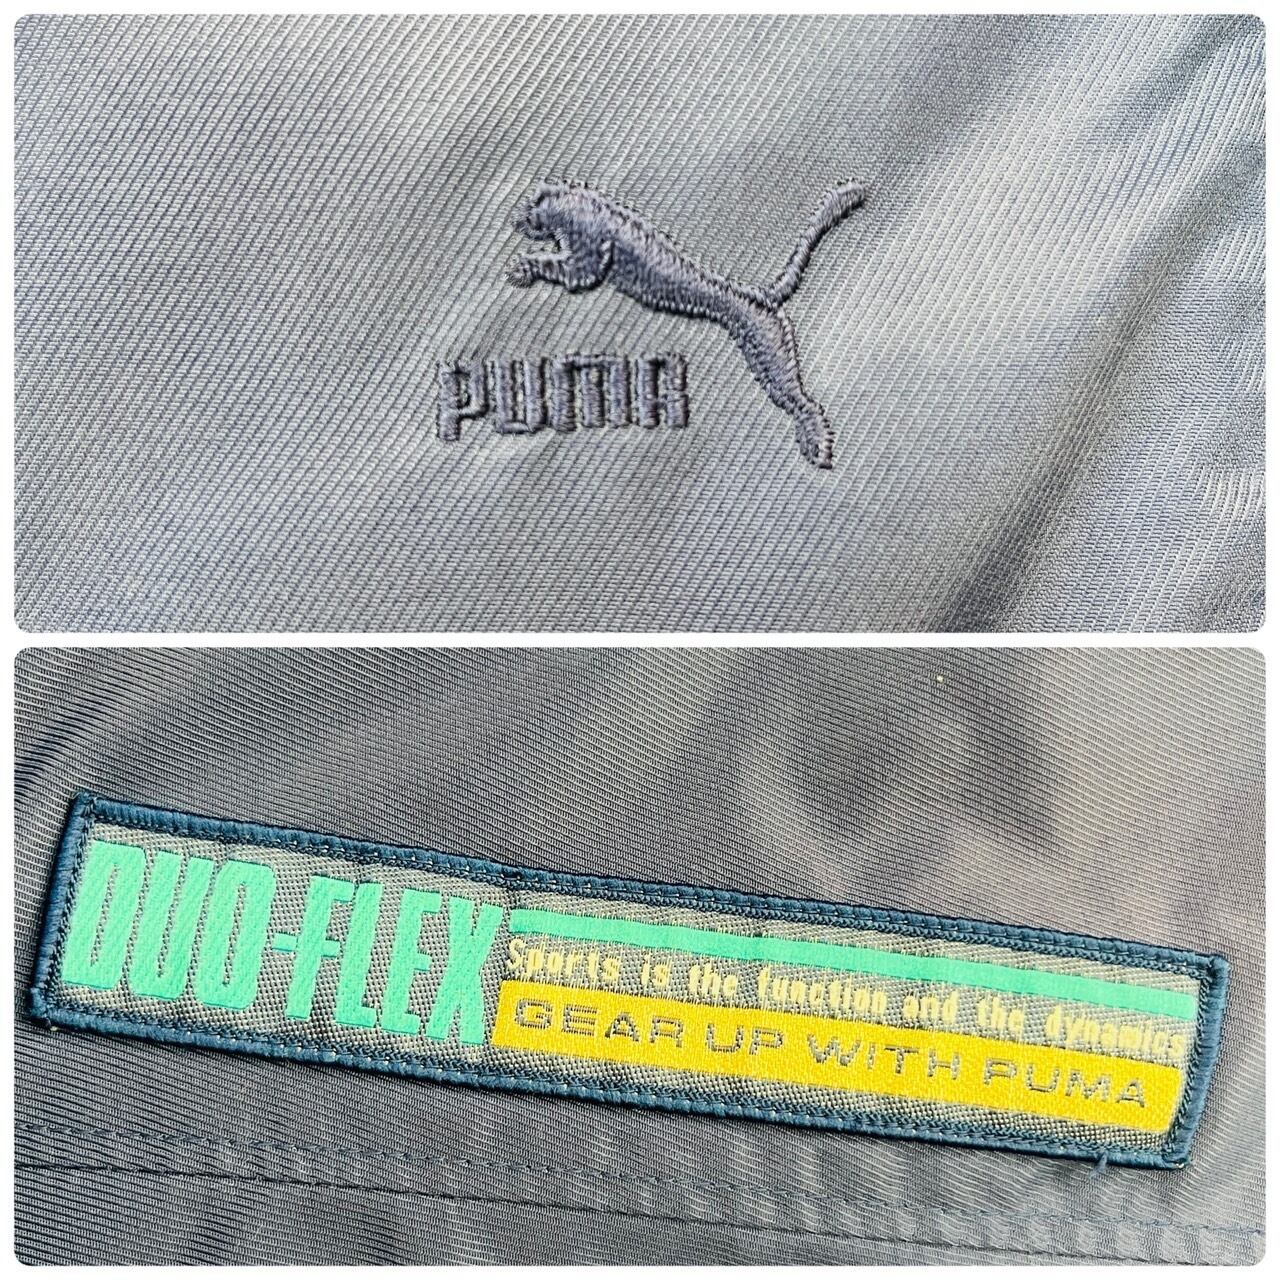 PUMA
DUO-FLEX
Sports is the function and the dynamics
GEAR UP WITH PUMA